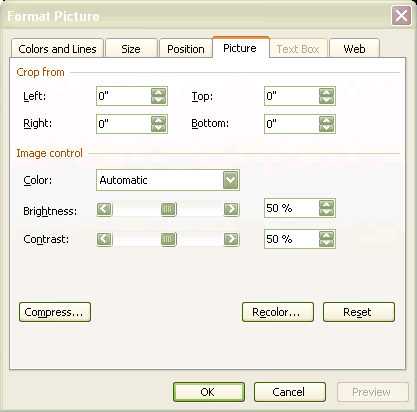 Format Picture
Colors and Lines Size Position Picture Text Box Web
Crop from
Left: 0" Top: 0"
Right: 0" Bottom: 0"
Image control
Color: Automatic
Brightness: 50 %
Contrast: 50 %
Compress... Recolor... Reset
OK Cancel Preview